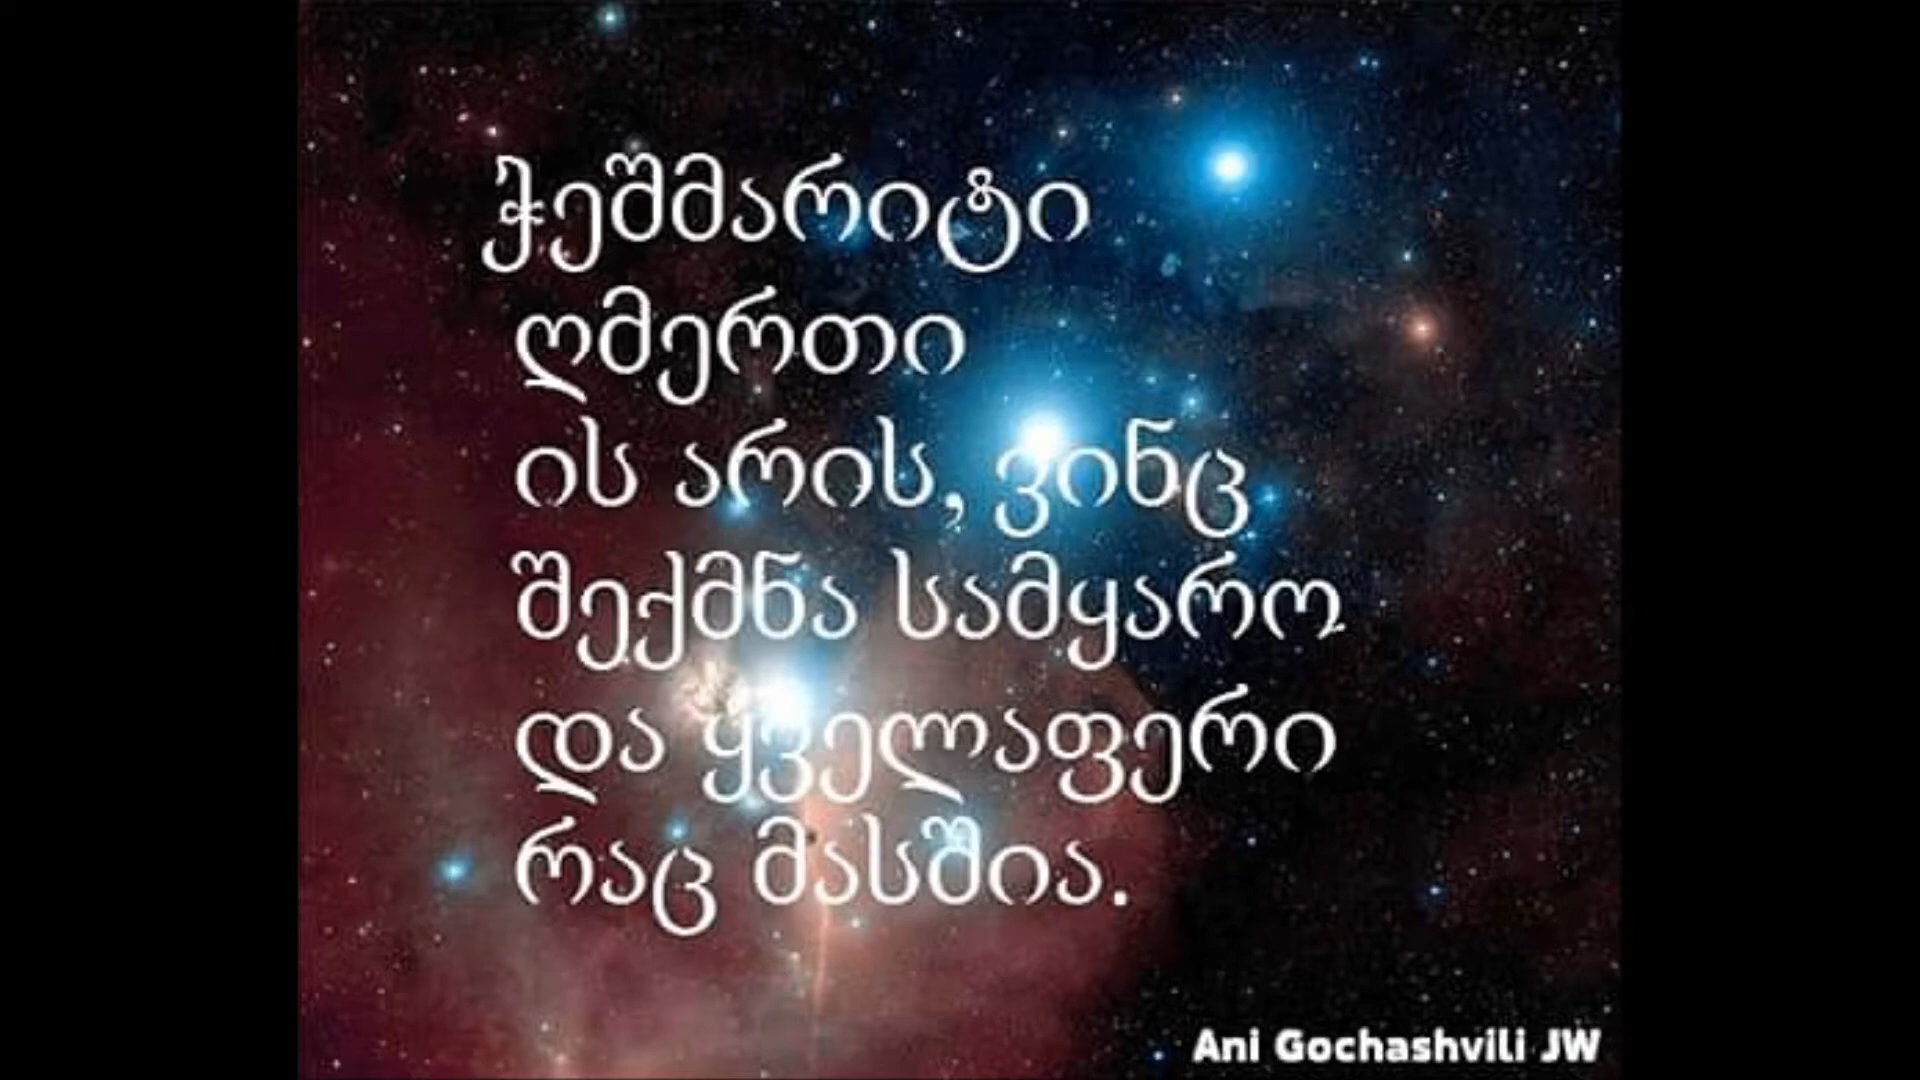 ჭეშმარიტი
ღმერთი
ის არის, ვინც
შექმნა სამყარო
და ყველაფერი
რაც მასშია.
Ani Gochashvili JW